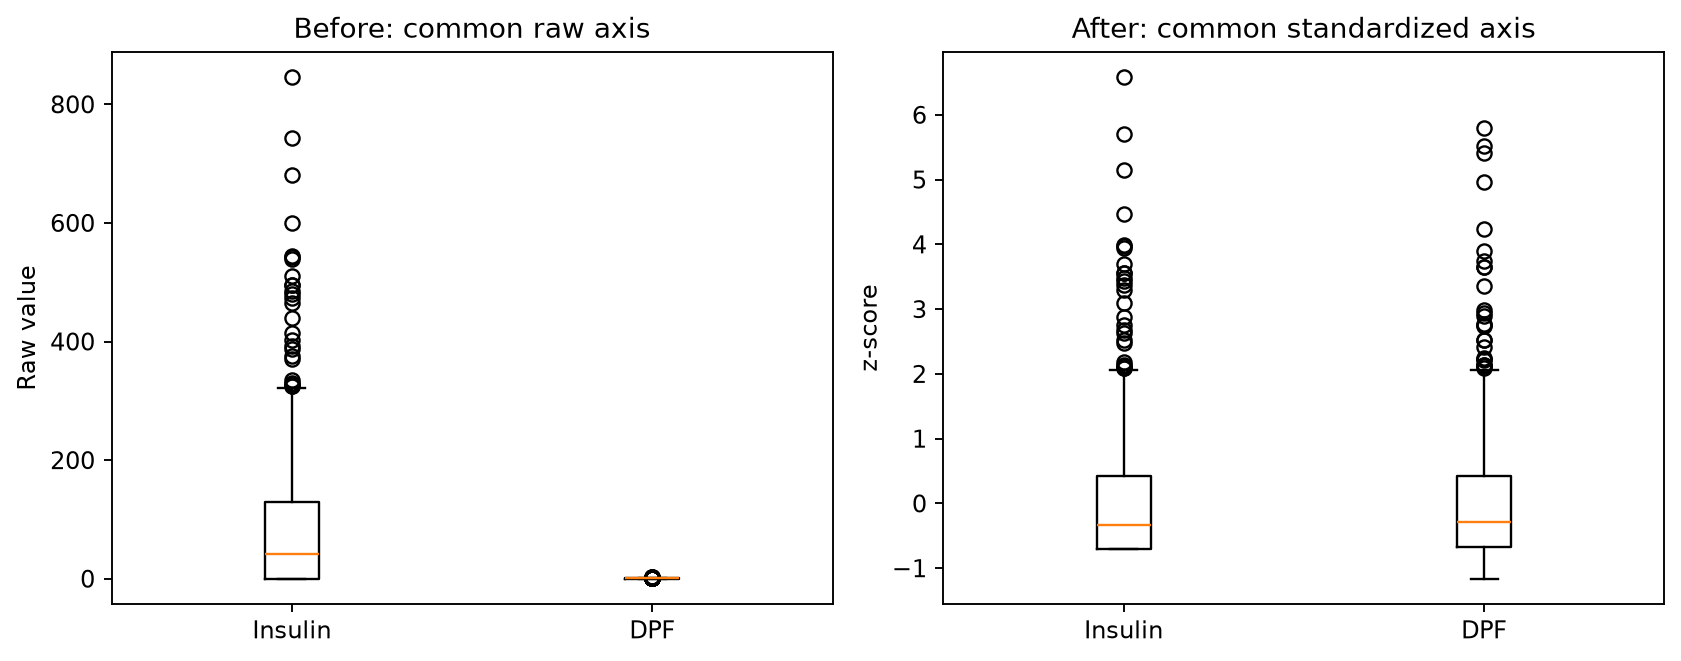 Before: common raw axis
Raw value
800
600
400
200
0
Insulin
DPF
After: common standardized axis
z-score
6
5
4
3
2
1
0
−1
Insulin
DPF